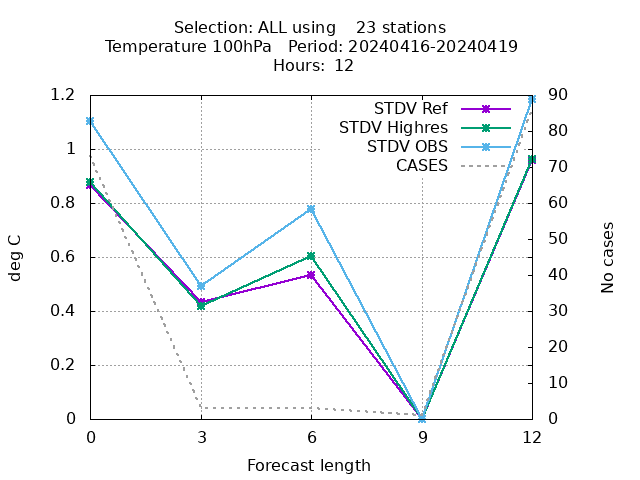 Selection: ALL using    23 stations
Temperature 100hPa   Period: 20240416-20240419
Hours:  12
1.2
1
0.8
0.6
0.4
0.2
0
90
80
70
60
50
40
30
20
10
0
STDV Ref
STDV Highres
STDV OBS
CASES
deg C
No cases
0 3 6 9 12
Forecast length